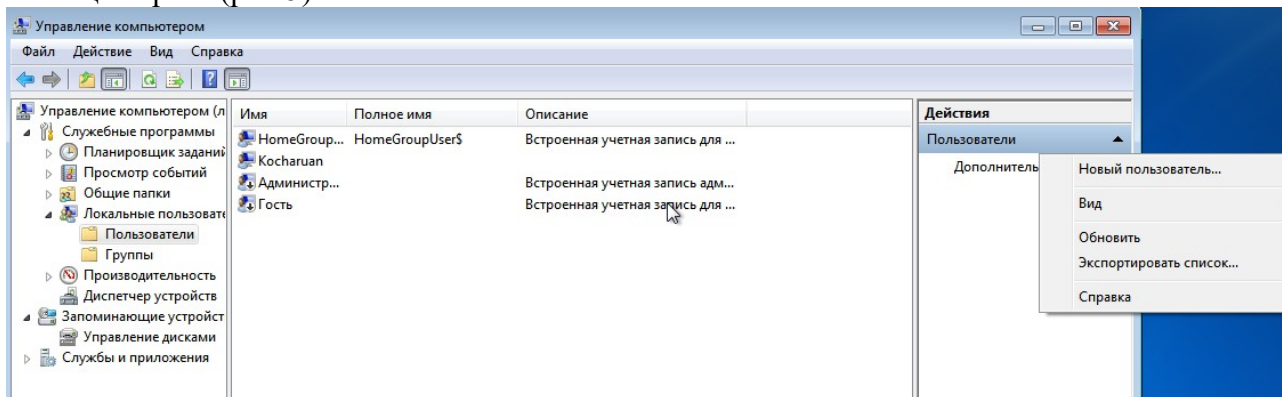 Управление компьютером
Файл Действие Вид Справка
Управление компьютером (л
Служебные программы
Планировщик заданий
Просмотр событий
Общие папки
Локальные пользовате
Пользователи
Группы
Производительность
Диспетчер устройств
Запоминающие устройст
Управление дисками
Службы и приложения
Имя Полное имя Описание
HomeGroup... HomeGroupUser$ Встроенная учетная запись для ...
Kocharuan
Администр... Встроенная учетная запись адм...
Гость Встроенная учетная запись для ...
Действия
Пользователи
Дополнитель
Новый пользователь...
Вид
Обновить
Экспортировать список...
Справка